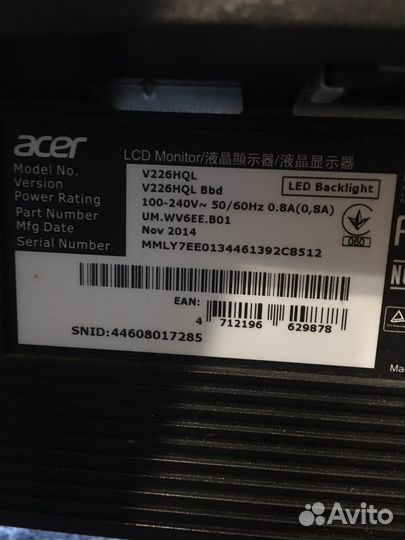 acer
LCD Monitor/液晶顯示器/液晶显示器
Model No. V226HQL
Version V226HQL Bbd
LED Backlight
Power Rating 100-240V~ 50/60Hz 0.8A(0,8A)
Part Number UM.WV6EE.B01
Mfg Date Nov 2014
Serial Number MMLY7EE0134461392C8512
060
EAN:
4 712196 629878
SNID:44608017285
Avito